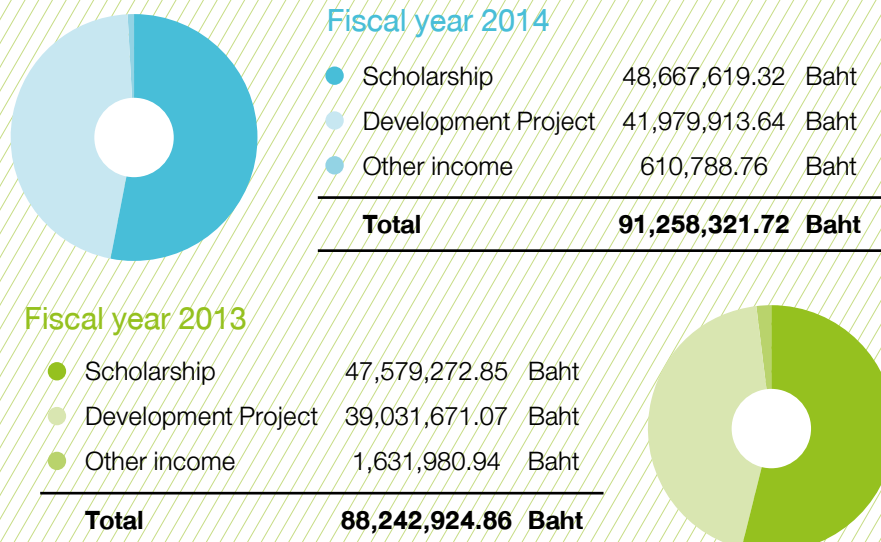 Fiscal year 2014
Scholarship 48,667,619.32 Baht
Development Project 41,979,913.64 Baht
Other income 610,788.76 Baht
Total 91,258,321.72 Baht
Fiscal year 2013
Scholarship 47,579,272.85 Baht
Development Project 39,031,671.07 Baht
Other income 1,631,980.94 Baht
Total 88,242,924.86 Baht